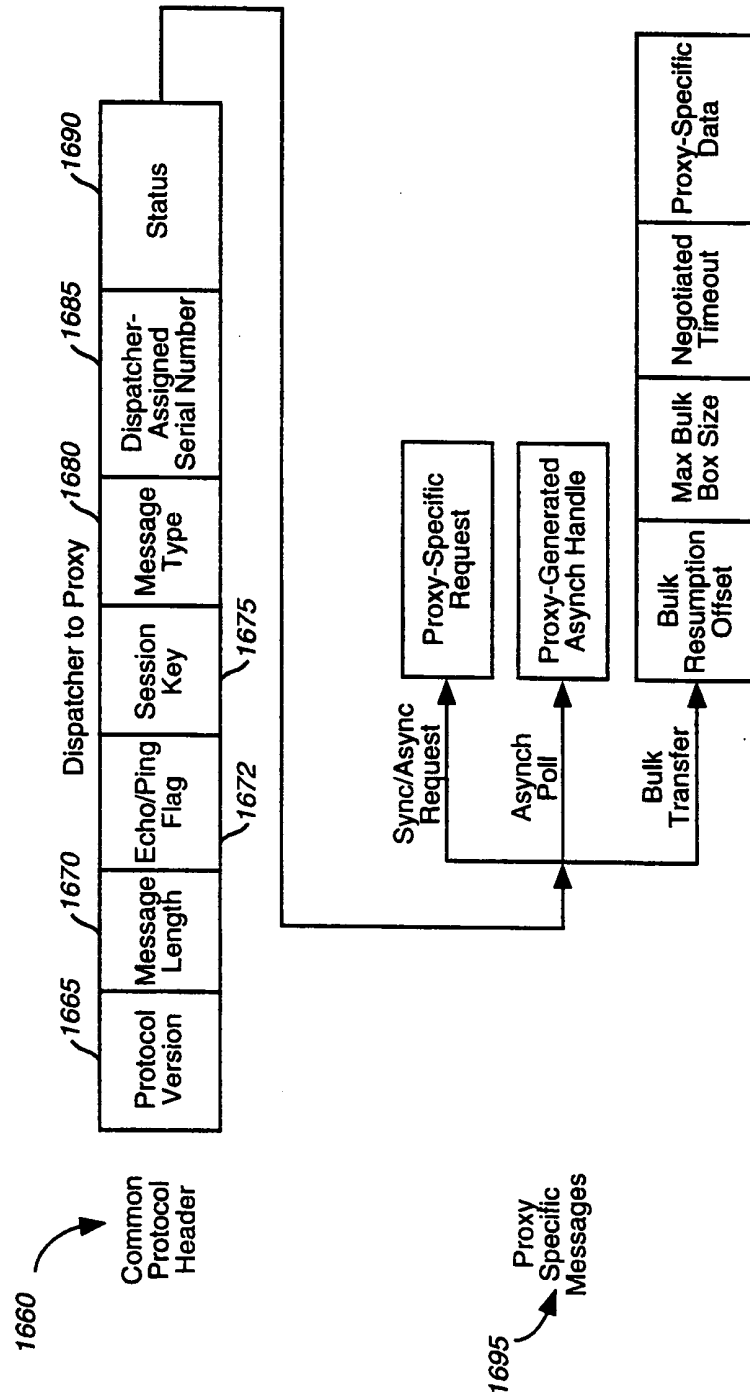 Dispatcher to Proxy
1660
Common
Protocol
Header
1665
Protocol
Version
1670
Message
Length
Echo/Ping
Flag
1672
Session
Key
1675
1680
Message
Type
1685
Dispatcher-
Assigned
Serial Number
1690
Status
1695
Proxy
Specific
Messages
Sync/Async
Request
Proxy-Specific
Request
Asynch
Poll
Proxy-Generated
Asynch Handle
Bulk
Transfer
Bulk
Resumption
Offset
Max Bulk
Box Size
Negotiated
Timeout
Proxy-Specific
Data